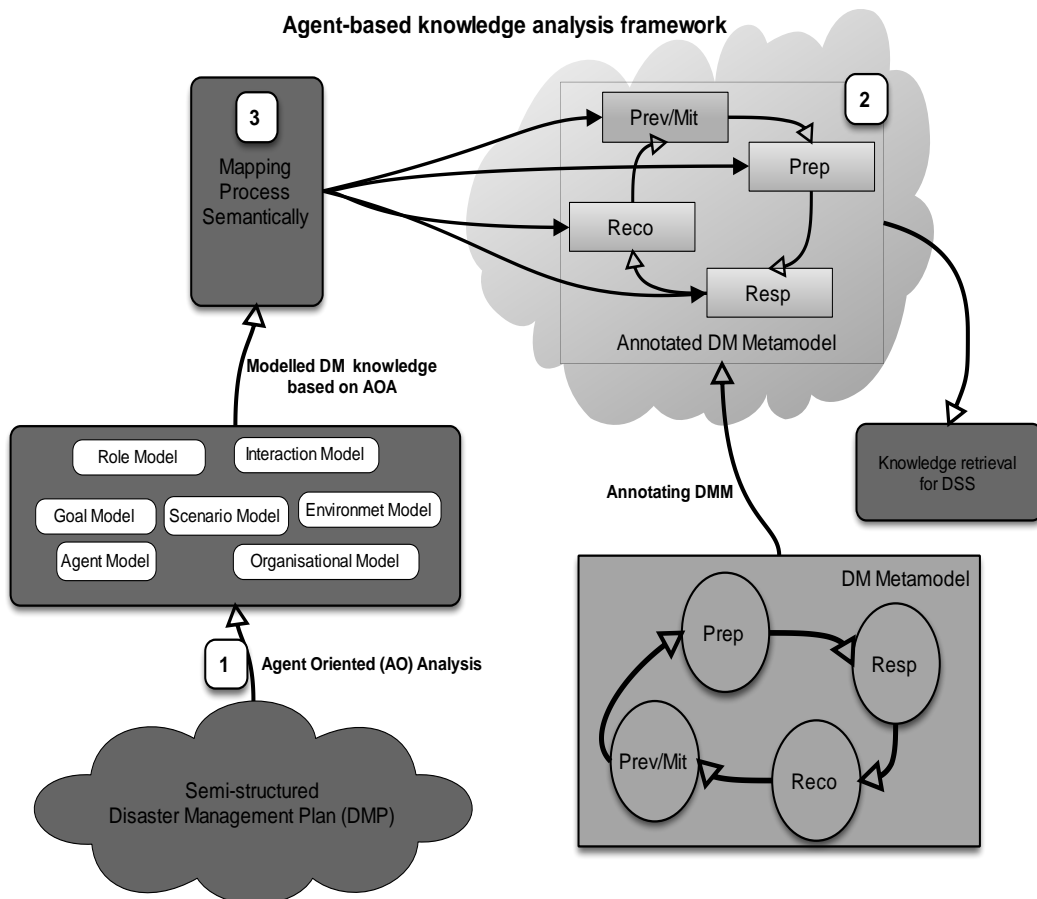 Agent-based knowledge analysis framework
3
Mapping
Process
Semantically
2
Prev/Mit
Prep
Reco
Resp
Annotated DM Metamodel
Modelled DM knowledge
based on AOA
Role Model
Interaction Model
Goal Model
Scenario Model
Environmet Model
Agent Model
Organisational Model
Knowledge retrieval
for DSS
Annotating DMM
1
Agent Oriented (AO) Analysis
Semi-structured
Disaster Management Plan (DMP)
DM Metamodel
Prep
Resp
Prev/Mit
Reco